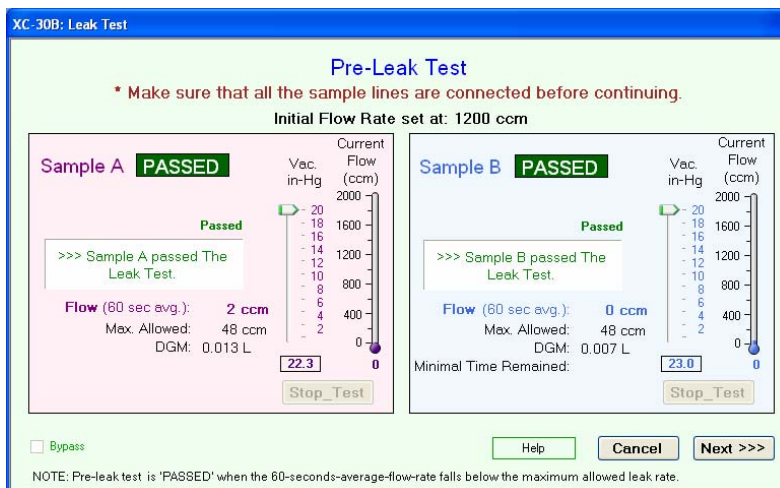 XC-30B: Leak Test
Pre-Leak Test
* Make sure that all the sample lines are connected before continuing.
Initial Flow Rate set at: 1200 ccm
Sample A PASSED
Vac.
in-Hg
Current
Flow
(ccm)
Passed
>>> Sample A passed The
Leak Test.
Flow (60 sec avg.): 2 ccm
Max. Allowed: 48 ccm
DGM: 0.013 L
20
18
16
14
12
10
8
6
4
2
2000
1600
1200
800
400
0
22.3
0
Stop_Test
Sample B PASSED
Vac.
in-Hg
Current
Flow
(ccm)
Passed
>>> Sample B passed The
Leak Test.
Flow (60 sec avg.): 0 ccm
Max. Allowed: 48 ccm
DGM: 0.007 L
Minimal Time Remained:
20
18
16
14
12
10
8
6
4
2
2000
1600
1200
800
400
0
23.0
0
Stop_Test
Bypass
Help
Cancel
Next >>>
NOTE: Pre-leak test is 'PASSED' when the 60-seconds-average-flow-rate falls below the maximum allowed leak rate.